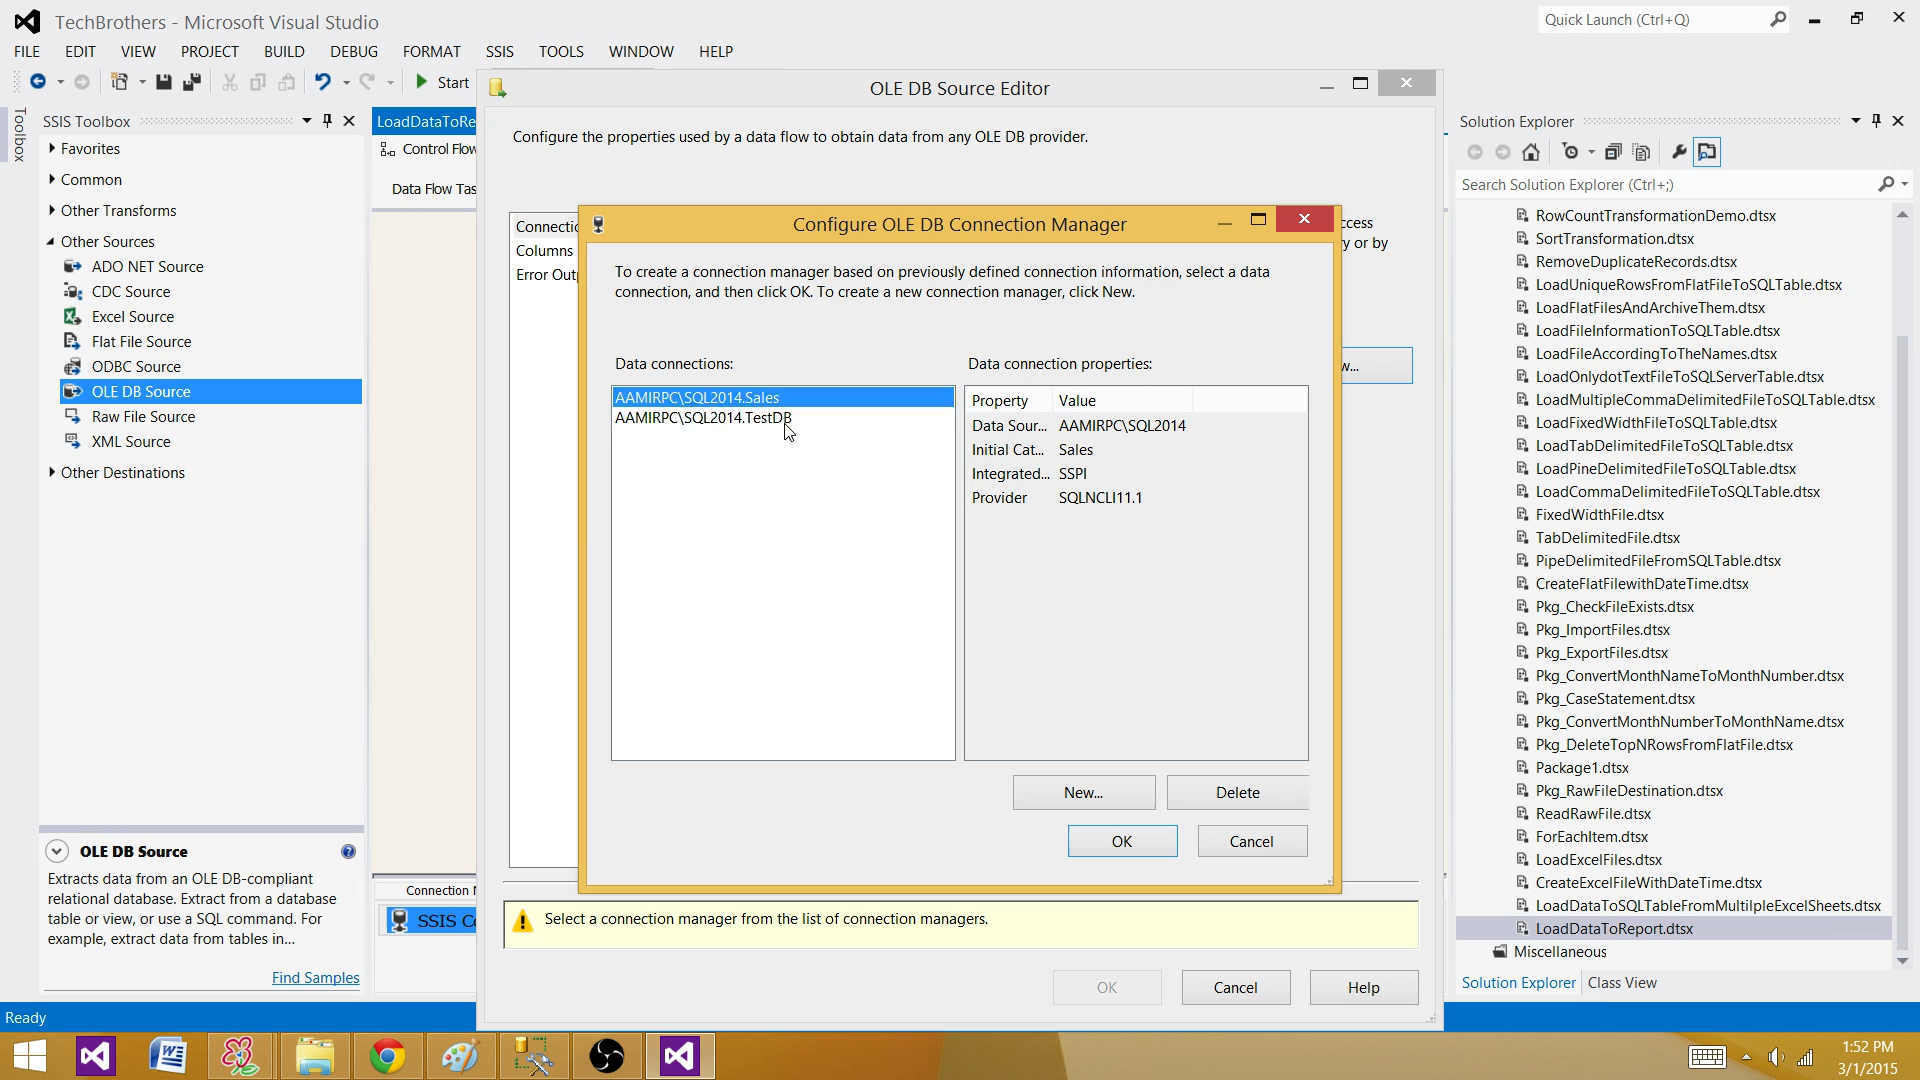 TechBrothers - Microsoft Visual Studio
Quick Launch (Ctrl+Q)
FILE EDIT VIEW PROJECT BUILD DEBUG FORMAT SSIS TOOLS WINDOW HELP
Start
Toolbox
SSIS Toolbox
Favorites
Common
Other Transforms
Other Sources
ADO NET Source
CDC Source
Excel Source
Flat File Source
ODBC Source
OLE DB Source
Raw File Source
XML Source
Other Destinations
OLE DB Source
Extracts data from an OLE DB-compliant
relational database. Extract from a database
table or view, or use a SQL command. For
example, extract data from tables in...
Find Samples
LoadDataToRe
Control Flow
Data Flow Tas
Connection M
SSIS Co
OLE DB Source Editor
Configure the properties used by a data flow to obtain data from any OLE DB provider.
Connectio
Columns
Error Outp
ccess
y or by
w...
Configure OLE DB Connection Manager
To create a connection manager based on previously defined connection information, select a data
connection, and then click OK. To create a new connection manager, click New.
Data connections:
AAMIRPC\SQL2014.Sales
AAMIRPC\SQL2014.TestDB
Data connection properties:
Property Value
Data Sour... AAMIRPC\SQL2014
Initial Cat... Sales
Integrated... SSPI
Provider SQLNCLI11.1
New... Delete
OK Cancel
Select a connection manager from the list of connection managers.
OK Cancel Help
Solution Explorer
Search Solution Explorer (Ctrl+;)
RowCountTransformationDemo.dtsx
SortTransformation.dtsx
RemoveDuplicateRecords.dtsx
LoadUniqueRowsFromFlatFileToSQLTable.dtsx
LoadFlatFilesAndArchiveThem.dtsx
LoadFileInformationToSQLTable.dtsx
LoadFileAccordingToTheNames.dtsx
LoadOnlydotTextFileToSQLServerTable.dtsx
LoadMultipleCommaDelimitedFileToSQLTable.dtsx
LoadFixedWidthFileToSQLTable.dtsx
LoadTabDelimitedFileToSQLTable.dtsx
LoadPineDelimitedFileToSQLTable.dtsx
LoadCommaDelimitedFileToSQLTable.dtsx
FixedWidthFile.dtsx
TabDelimitedFile.dtsx
PipeDelimitedFileFromSQLTable.dtsx
CreateFlatFilewithDateTime.dtsx
Pkg_CheckFileExists.dtsx
Pkg_ImportFiles.dtsx
Pkg_ExportFiles.dtsx
Pkg_ConvertMonthNameToMonthNumber.dtsx
Pkg_CaseStatement.dtsx
Pkg_ConvertMonthNumberToMonthName.dtsx
Pkg_DeleteTopNRowsFromFlatFile.dtsx
Package1.dtsx
Pkg_RawFileDestination.dtsx
ReadRawFile.dtsx
ForEachItem.dtsx
LoadExcelFiles.dtsx
CreateExcelFileWithDateTime.dtsx
LoadDataToSQLTableFromMultilpleExcelSheets.dtsx
LoadDataToReport.dtsx
Miscellaneous
Solution Explorer Class View
Ready
1:52 PM
3/1/2015